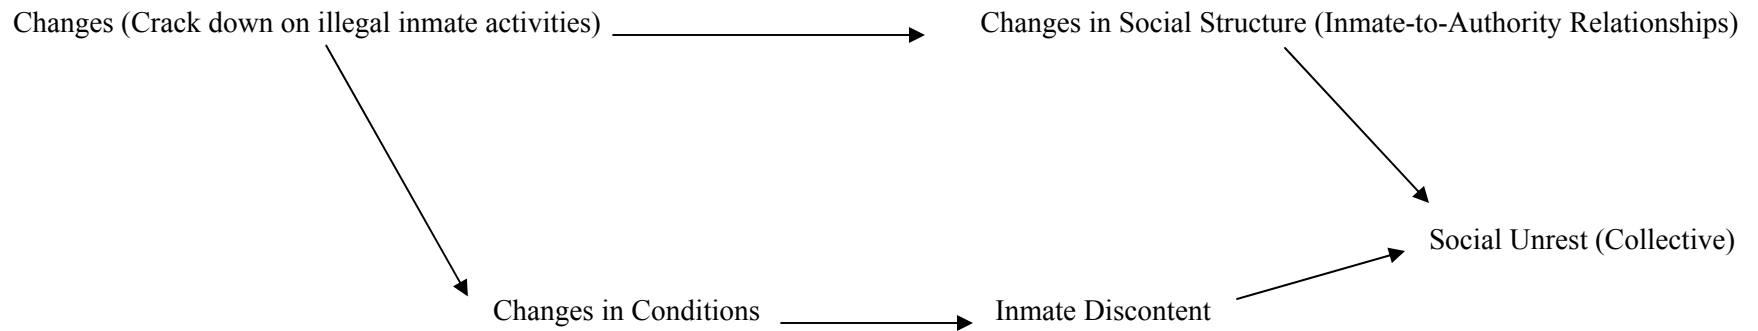 Changes (Crack down on illegal inmate activities)
Changes in Social Structure (Inmate-to-Authority Relationships)
Social Unrest (Collective)
Changes in Conditions
Inmate Discontent